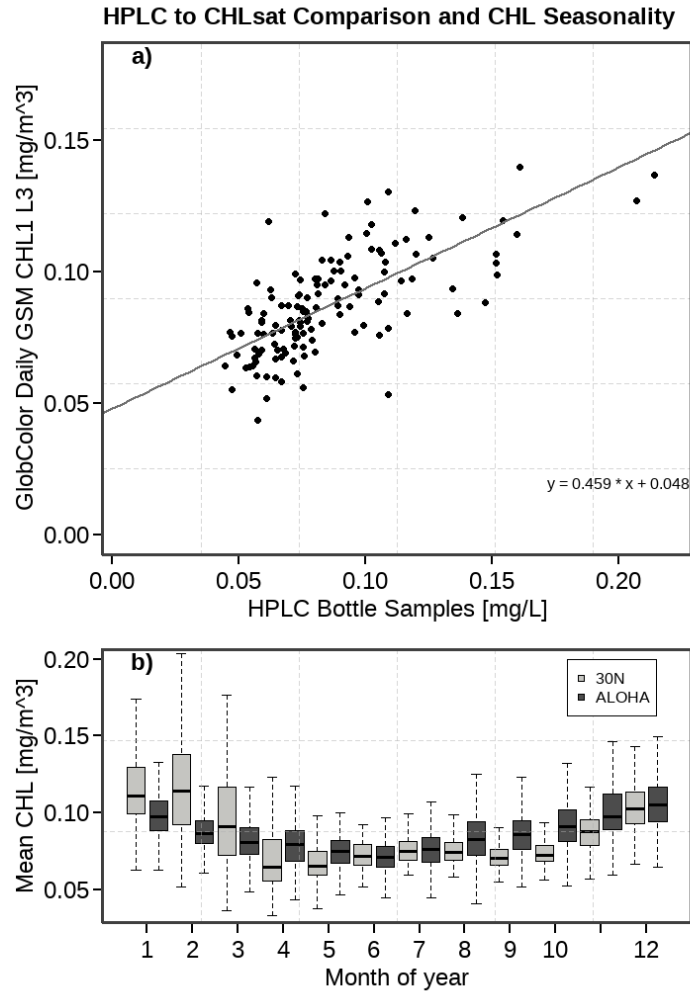 HPLC to CHLsat Comparison and CHL Seasonality
a)
GlobColor Daily GSM CHL1 L3 [mg/m^3]
0.15
0.10
0.05
0.00
y = 0.459 * x + 0.048
0.00 0.05 0.10 0.15 0.20
HPLC Bottle Samples [mg/L]
b)
Mean CHL [mg/m^3]
0.20
0.15
0.10
0.05
30N
ALOHA
1 2 3 4 5 6 7 8 9 10 12
Month of year